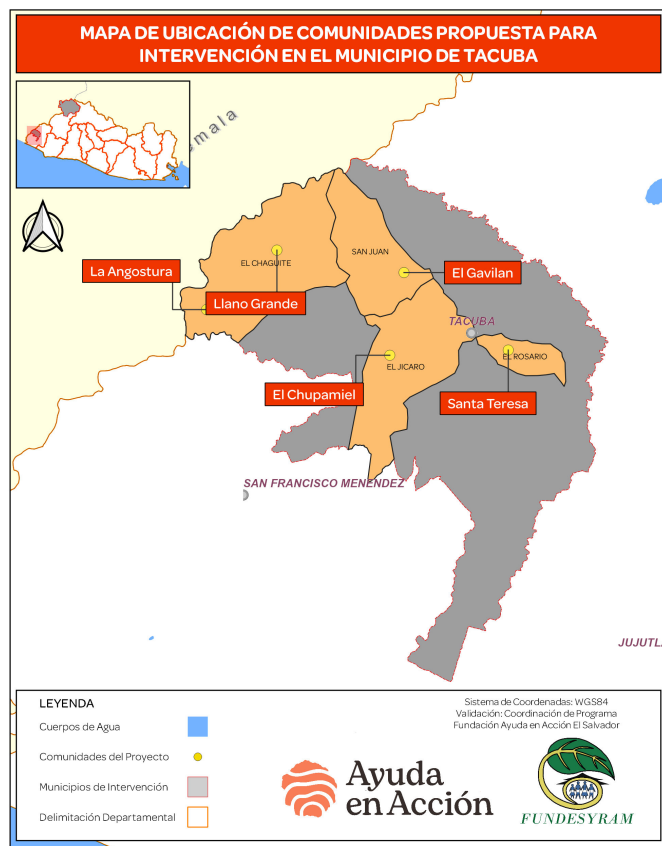 MAPA DE UBICACIÓN DE COMUNIDADES PROPUESTA PARA
INTERVENCIÓN EN EL MUNICIPIO DE TACUBA
mala
SAN JUAN
EL CHAGUITE
La Angostura
El Gavilan
Llano Grande
TACUBA
EL ROSARIO
EL JICARO
El Chupamiel
Santa Teresa
SAN FRANCISCO MENÉNDEZ
JUJUTL
LEYENDA
Cuerpos de Agua
Comunidades del Proyecto
Municipios de Intervención
Delimitación Departamental
Sistema de Coordenadas: WGS84
Validación: Coordinación de Programa
Fundación Ayuda en Acción El Salvador
Ayuda
en Acción
FUNDESYRAM